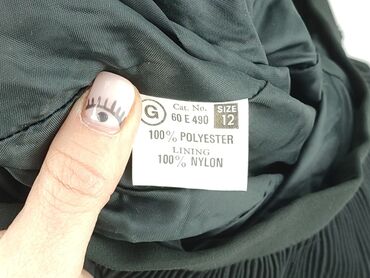 G Cat. No. SIZE
60 E 490 12
100% POLYESTER
LINING
100% NYLON